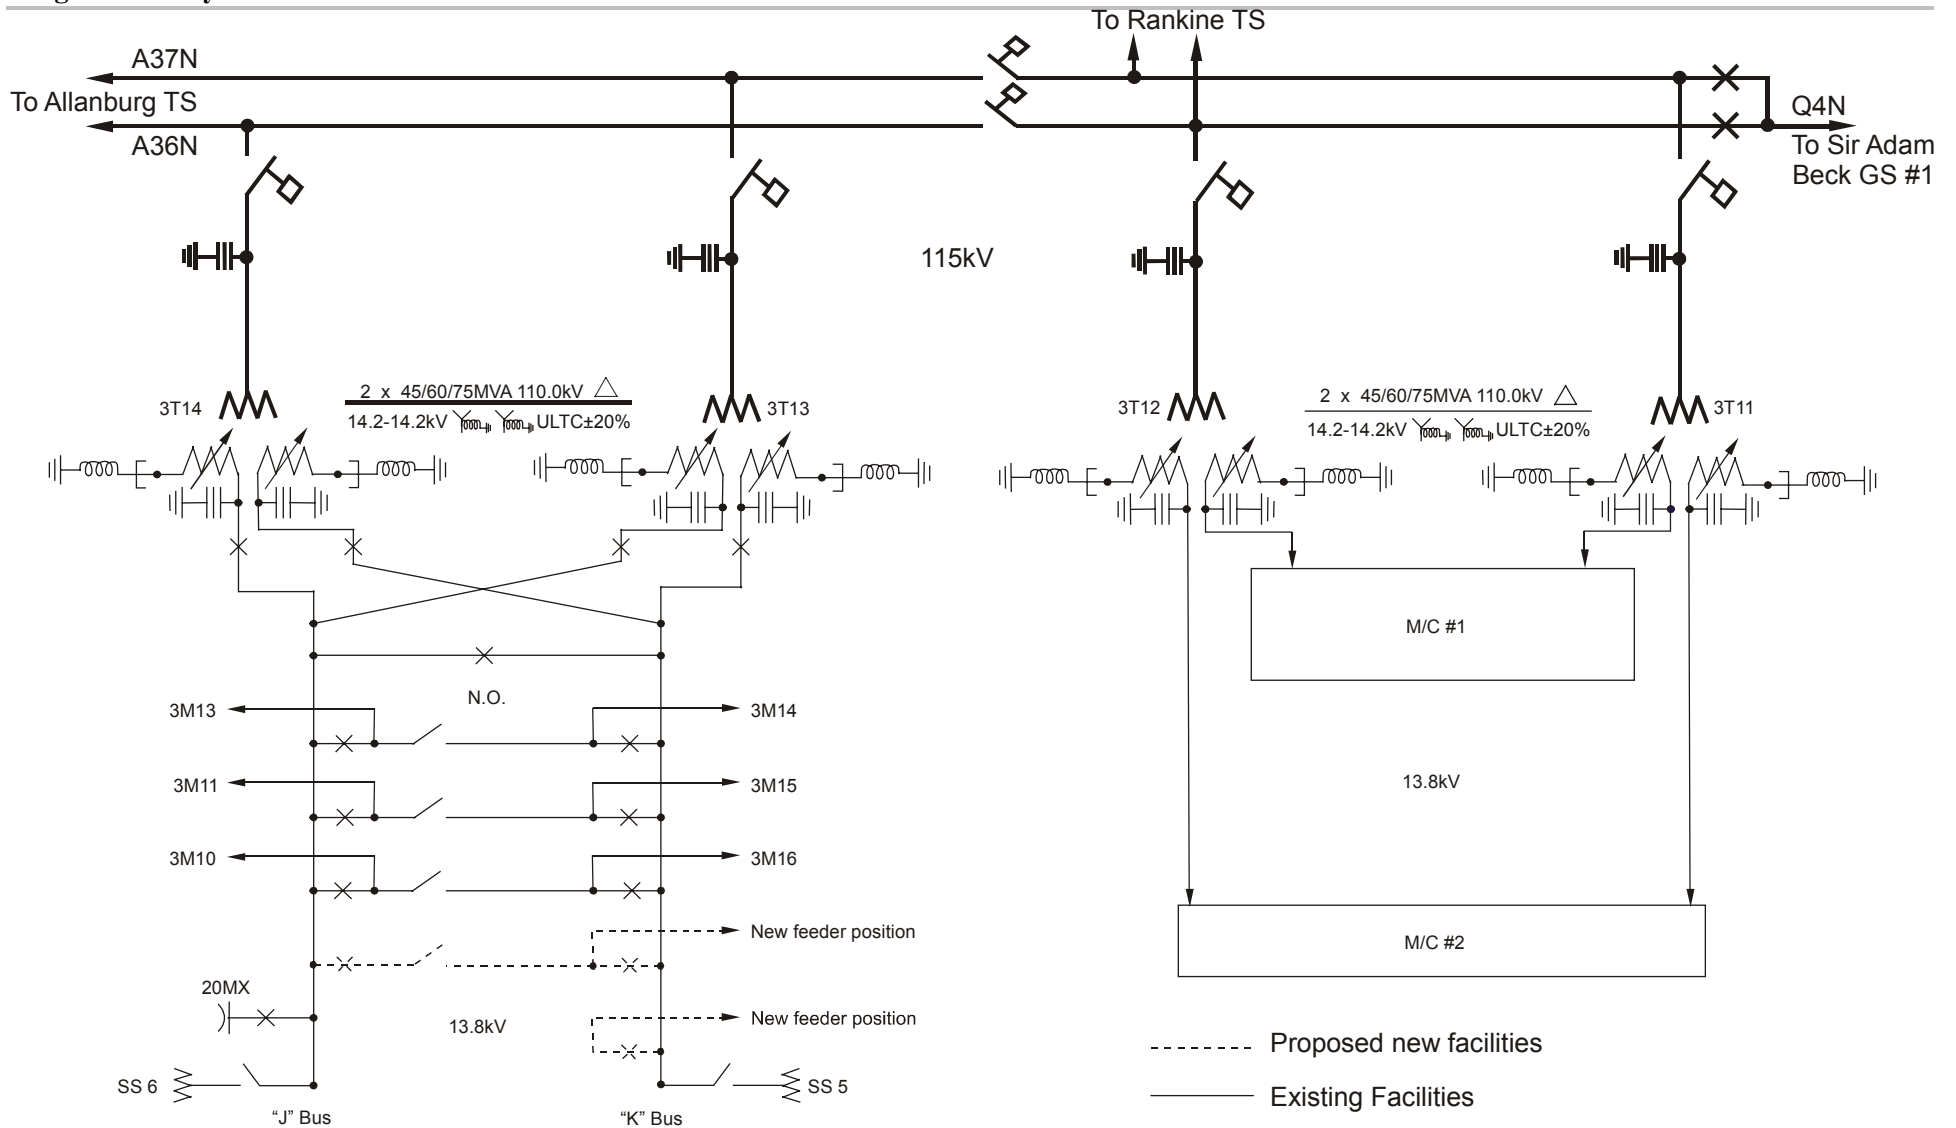 To Rankine TS
A37N
To Allanburg TS
A36N
Q4N
To Sir Adam
Beck GS #1
115kV
2 x 45/60/75MVA 110.0kV
14.2-14.2kV ULTC±20%
3T14
3T13
2 x 45/60/75MVA 110.0kV
14.2-14.2kV ULTC±20%
3T12
3T11
M/C #1
N.O.
3M13
3M14
3M11
3M15
13.8kV
3M10
3M16
New feeder position
M/C #2
20MX
13.8kV
New feeder position
Proposed new facilities
SS 6
SS 5
Existing Facilities
“J” Bus
“K” Bus